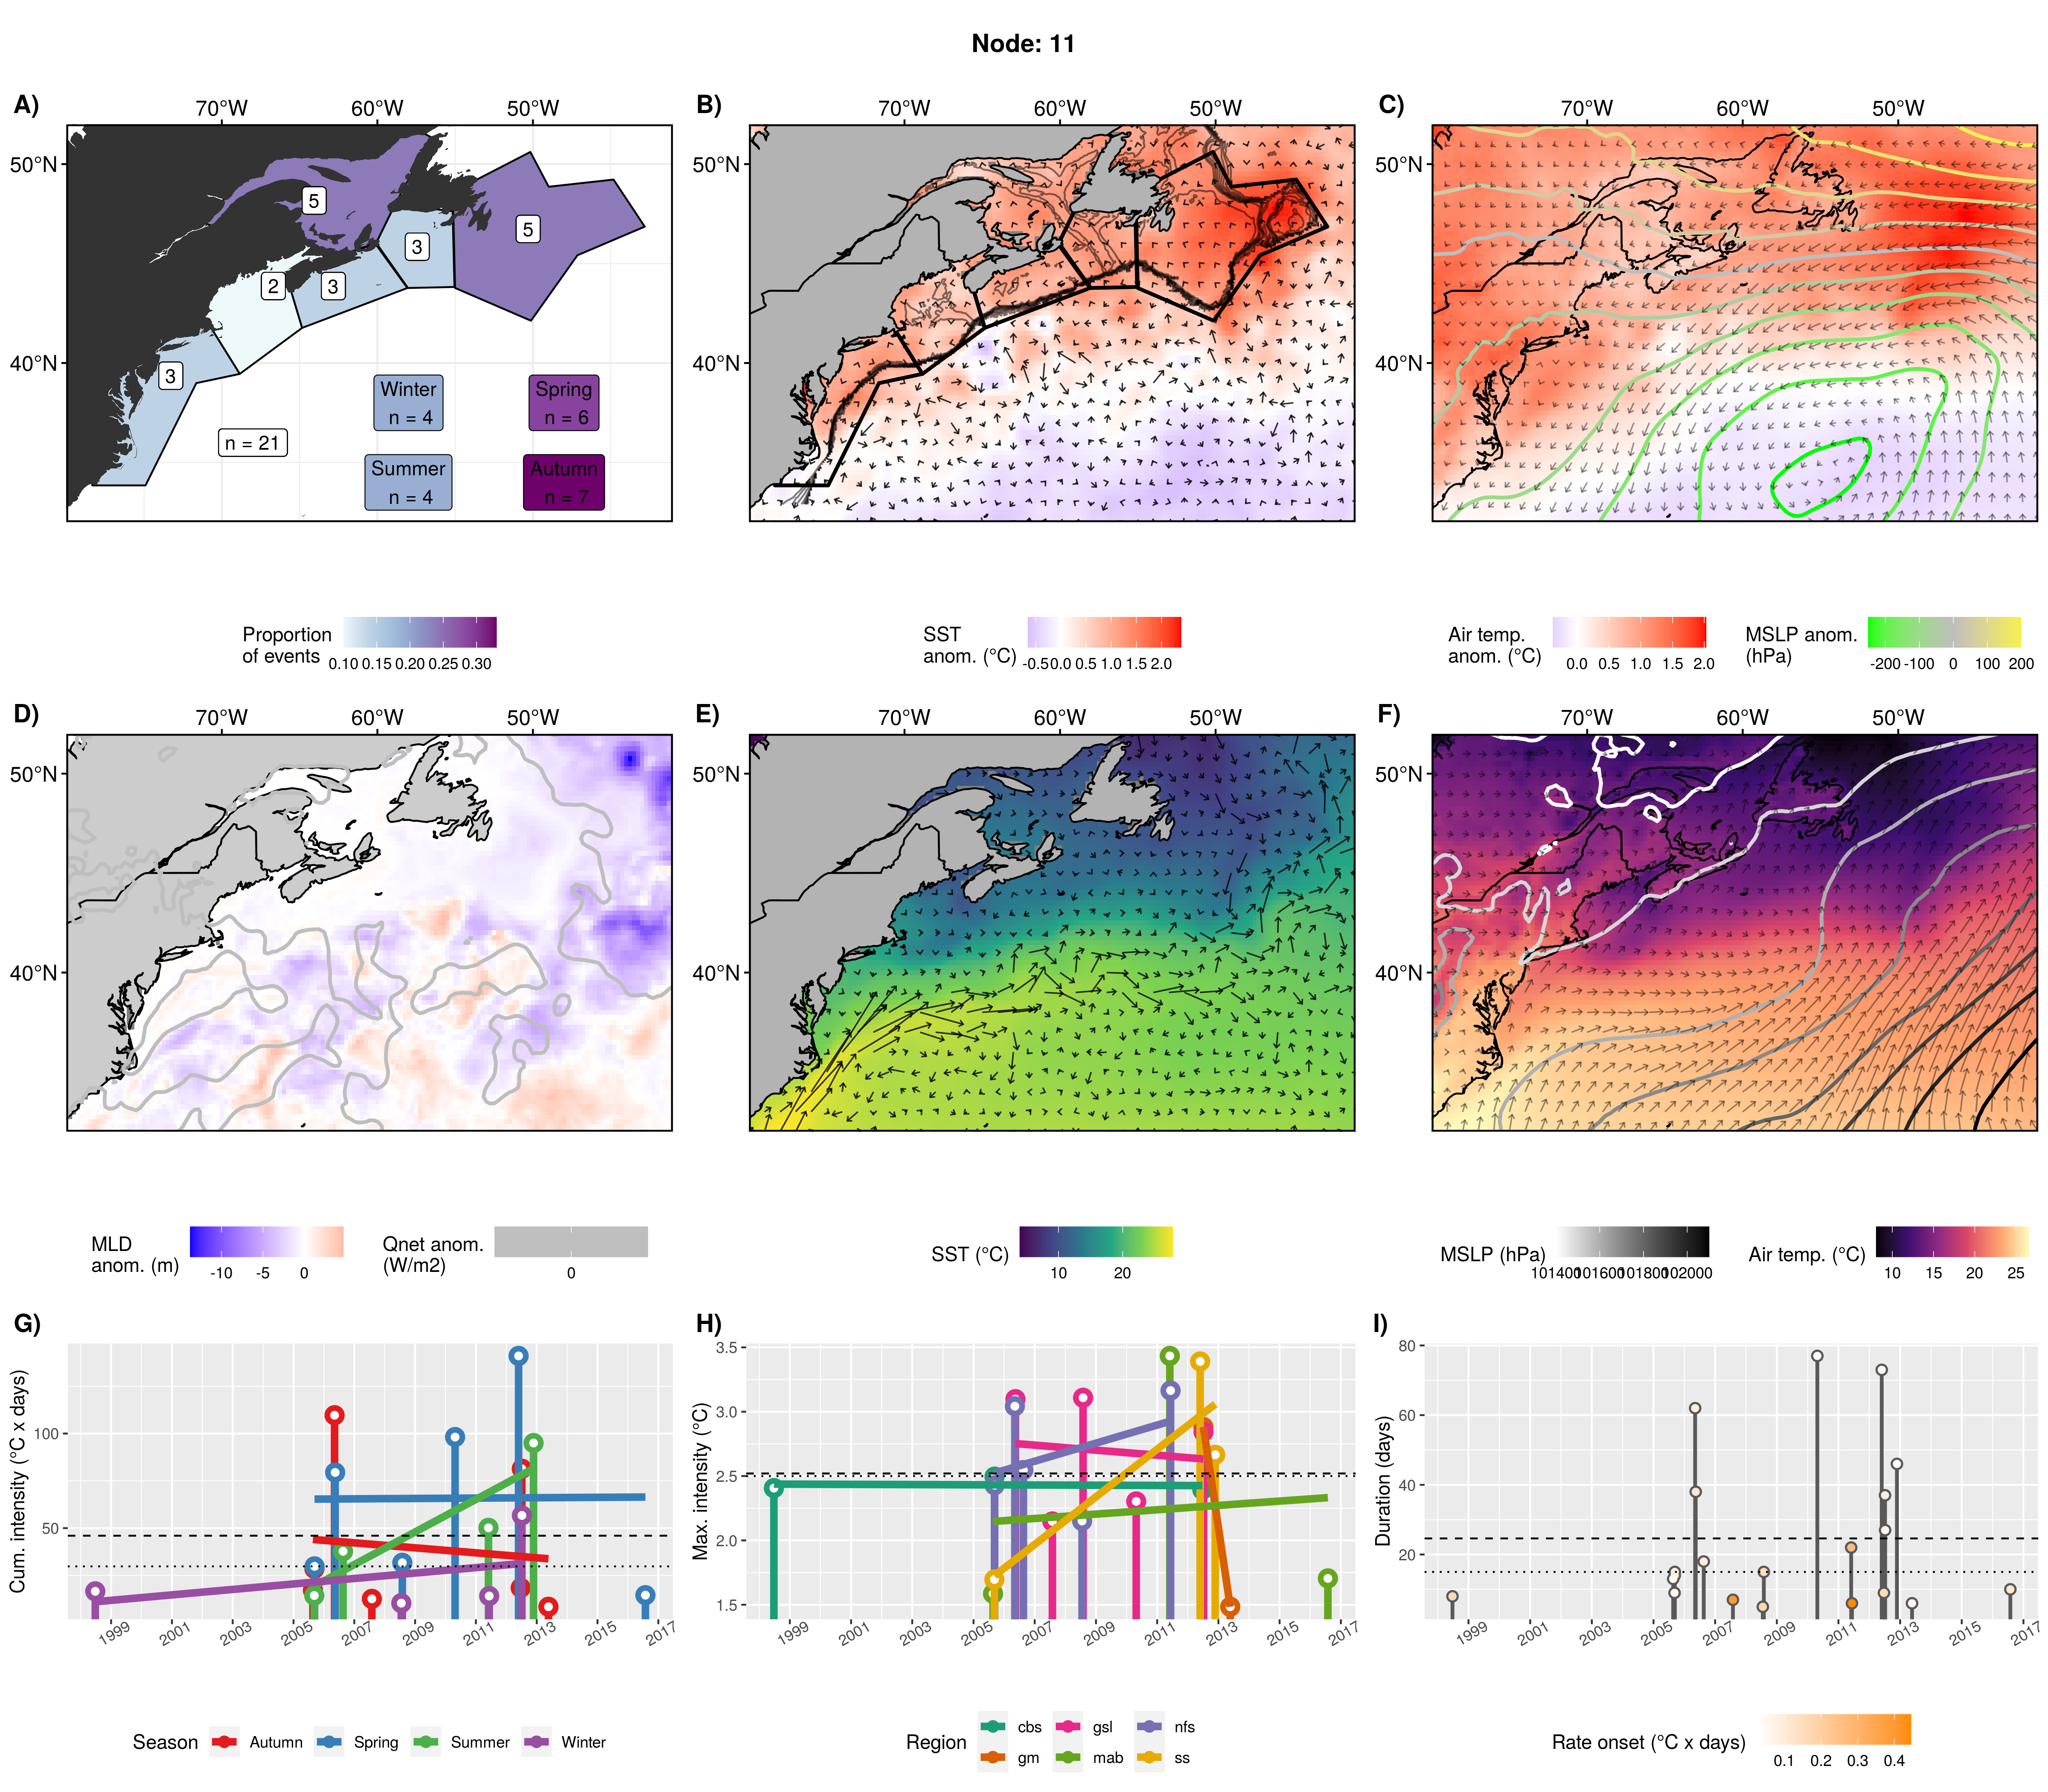 Node: 11
A)
70°W 60°W 50°W
50°N
40°N
5
5
3
2
3
3
n = 21
Winter
n = 4
Spring
n = 6
Summer
n = 4
Autumn
n = 7
Proportion
of events
0.10 0.15 0.20 0.25 0.30
B)
70°W 60°W 50°W
50°N
40°N
SST
anom. (°C)
-0.5 0.0 0.5 1.0 1.5 2.0
C)
70°W 60°W 50°W
50°N
40°N
Air temp.
anom. (°C)
0.0 0.5 1.0 1.5 2.0
MSLP anom.
(hPa)
-200 -100 0 100 200
D)
70°W 60°W 50°W
50°N
40°N
MLD
anom. (m)
-10 -5 0
Qnet anom.
(W/m2)
0
E)
70°W 60°W 50°W
50°N
40°N
SST (°C)
10 20
F)
70°W 60°W 50°W
50°N
40°N
MSLP (hPa)
101400 101600 101800 102000
Air temp. (°C)
10 15 20 25
G)
Cum. intensity (°C x days)
100
50
1999 2001 2003 2005 2007 2009 2011 2013 2015 2017
Season
Autumn
Spring
Summer
Winter
H)
Max. intensity (°C)
3.5
3.0
2.5
2.0
1.5
1999 2001 2003 2005 2007 2009 2011 2013 2015 2017
Region
cbs gsl nfs
gm mab ss
I)
Duration (days)
80
60
40
20
1999 2001 2003 2005 2007 2009 2011 2013 2015 2017
Rate onset (°C x days)
0.1 0.2 0.3 0.4